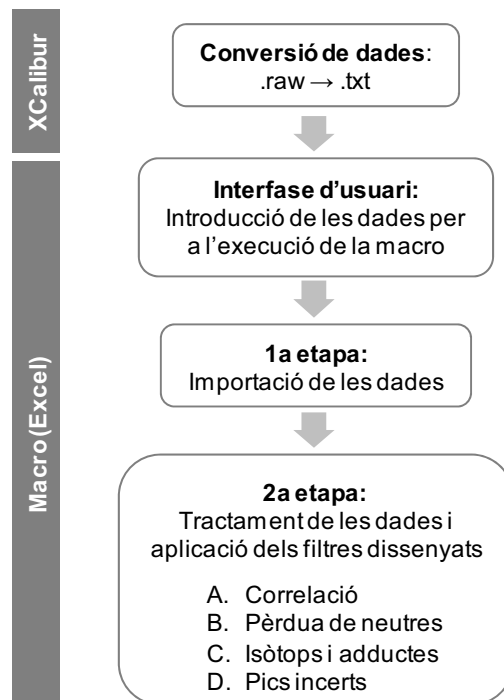 XCalibur
Conversió de dades:
.raw → .txt
Macro (Excel)
Interfase d'usuari:
Introducció de les dades per
a l'execució de la macro
1a etapa:
Importació de les dades
2a etapa:
Tractament de les dades i
aplicació dels filtres dissenyats
A. Correlació
B. Pèrdua de neutres
C. Isòtops i adductes
D. Pics incerts